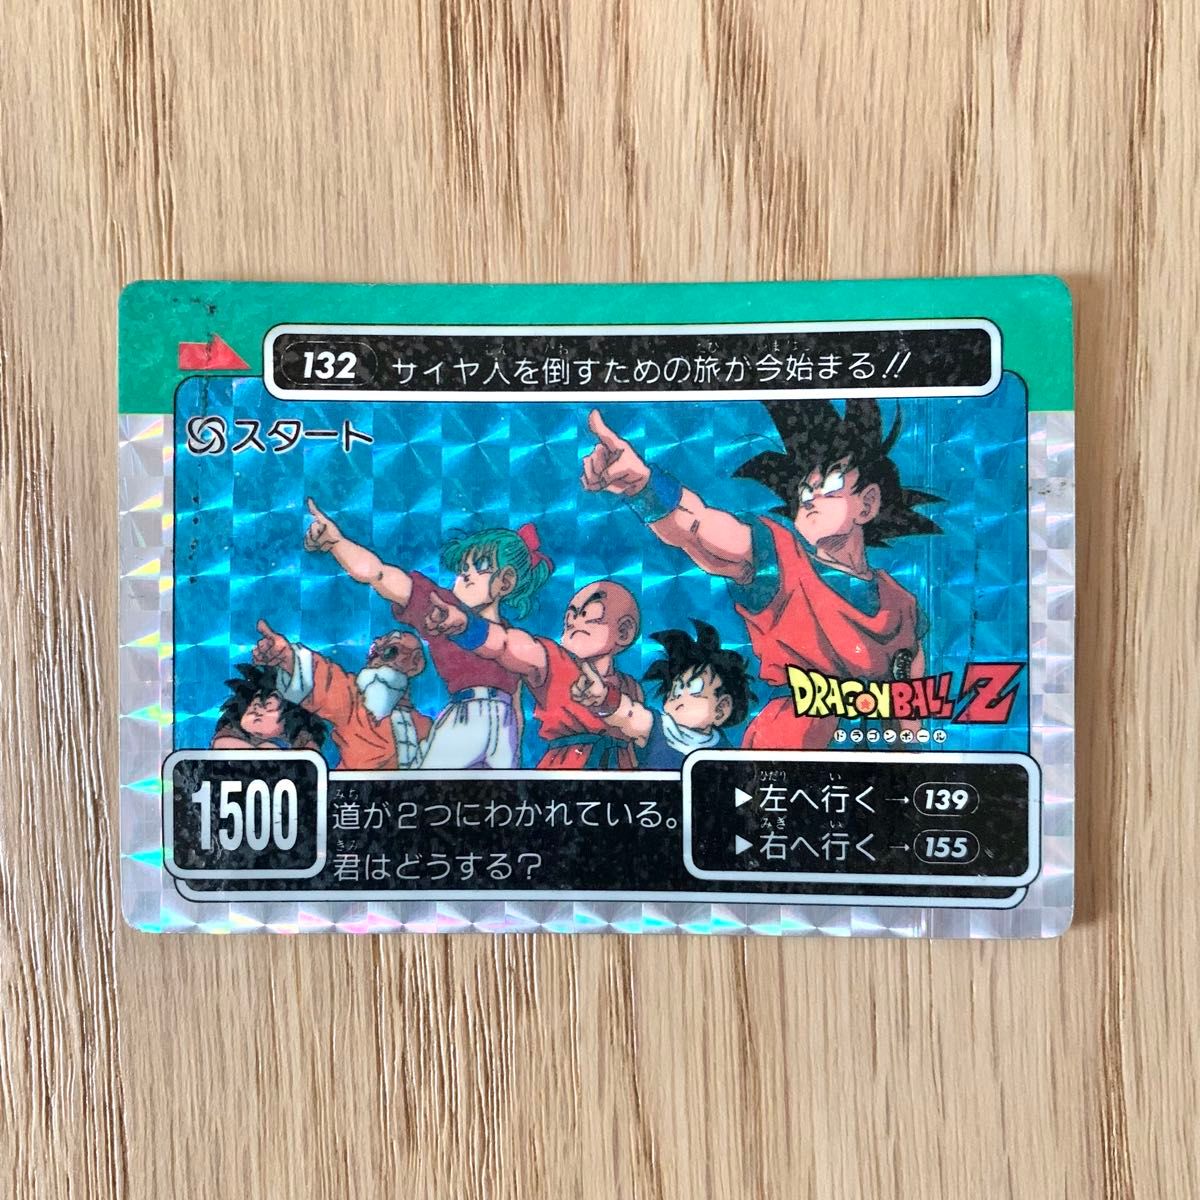 132 サイヤ人を倒すための旅が今始まる!!
スタート
DRAGON BALL Z
ドラゴンボール
1500
道が2つにわかれている。
君はどうする?
▶左へ行く→139
▶右へ行く→155